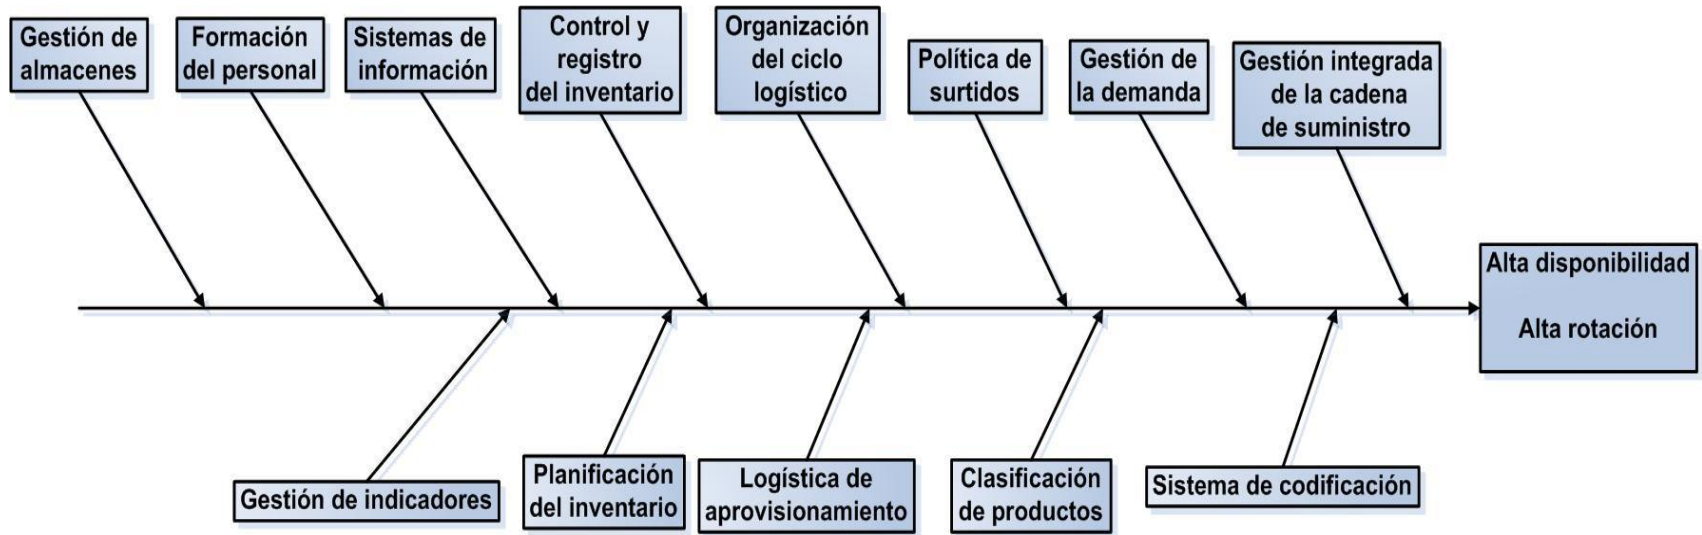 Gestión de
almacenes
Formación
del personal
Sistemas de
información
Control y
registro
del inventario
Organización
del ciclo
logístico
Política de
surtidos
Gestión de
la demanda
Gestión integrada
de la cadena
de suministro
Alta disponibilidad
Alta rotación
Gestión de indicadores
Planificación
del inventario
Logística de
aprovisionamiento
Clasificación
de productos
Sistema de codificación